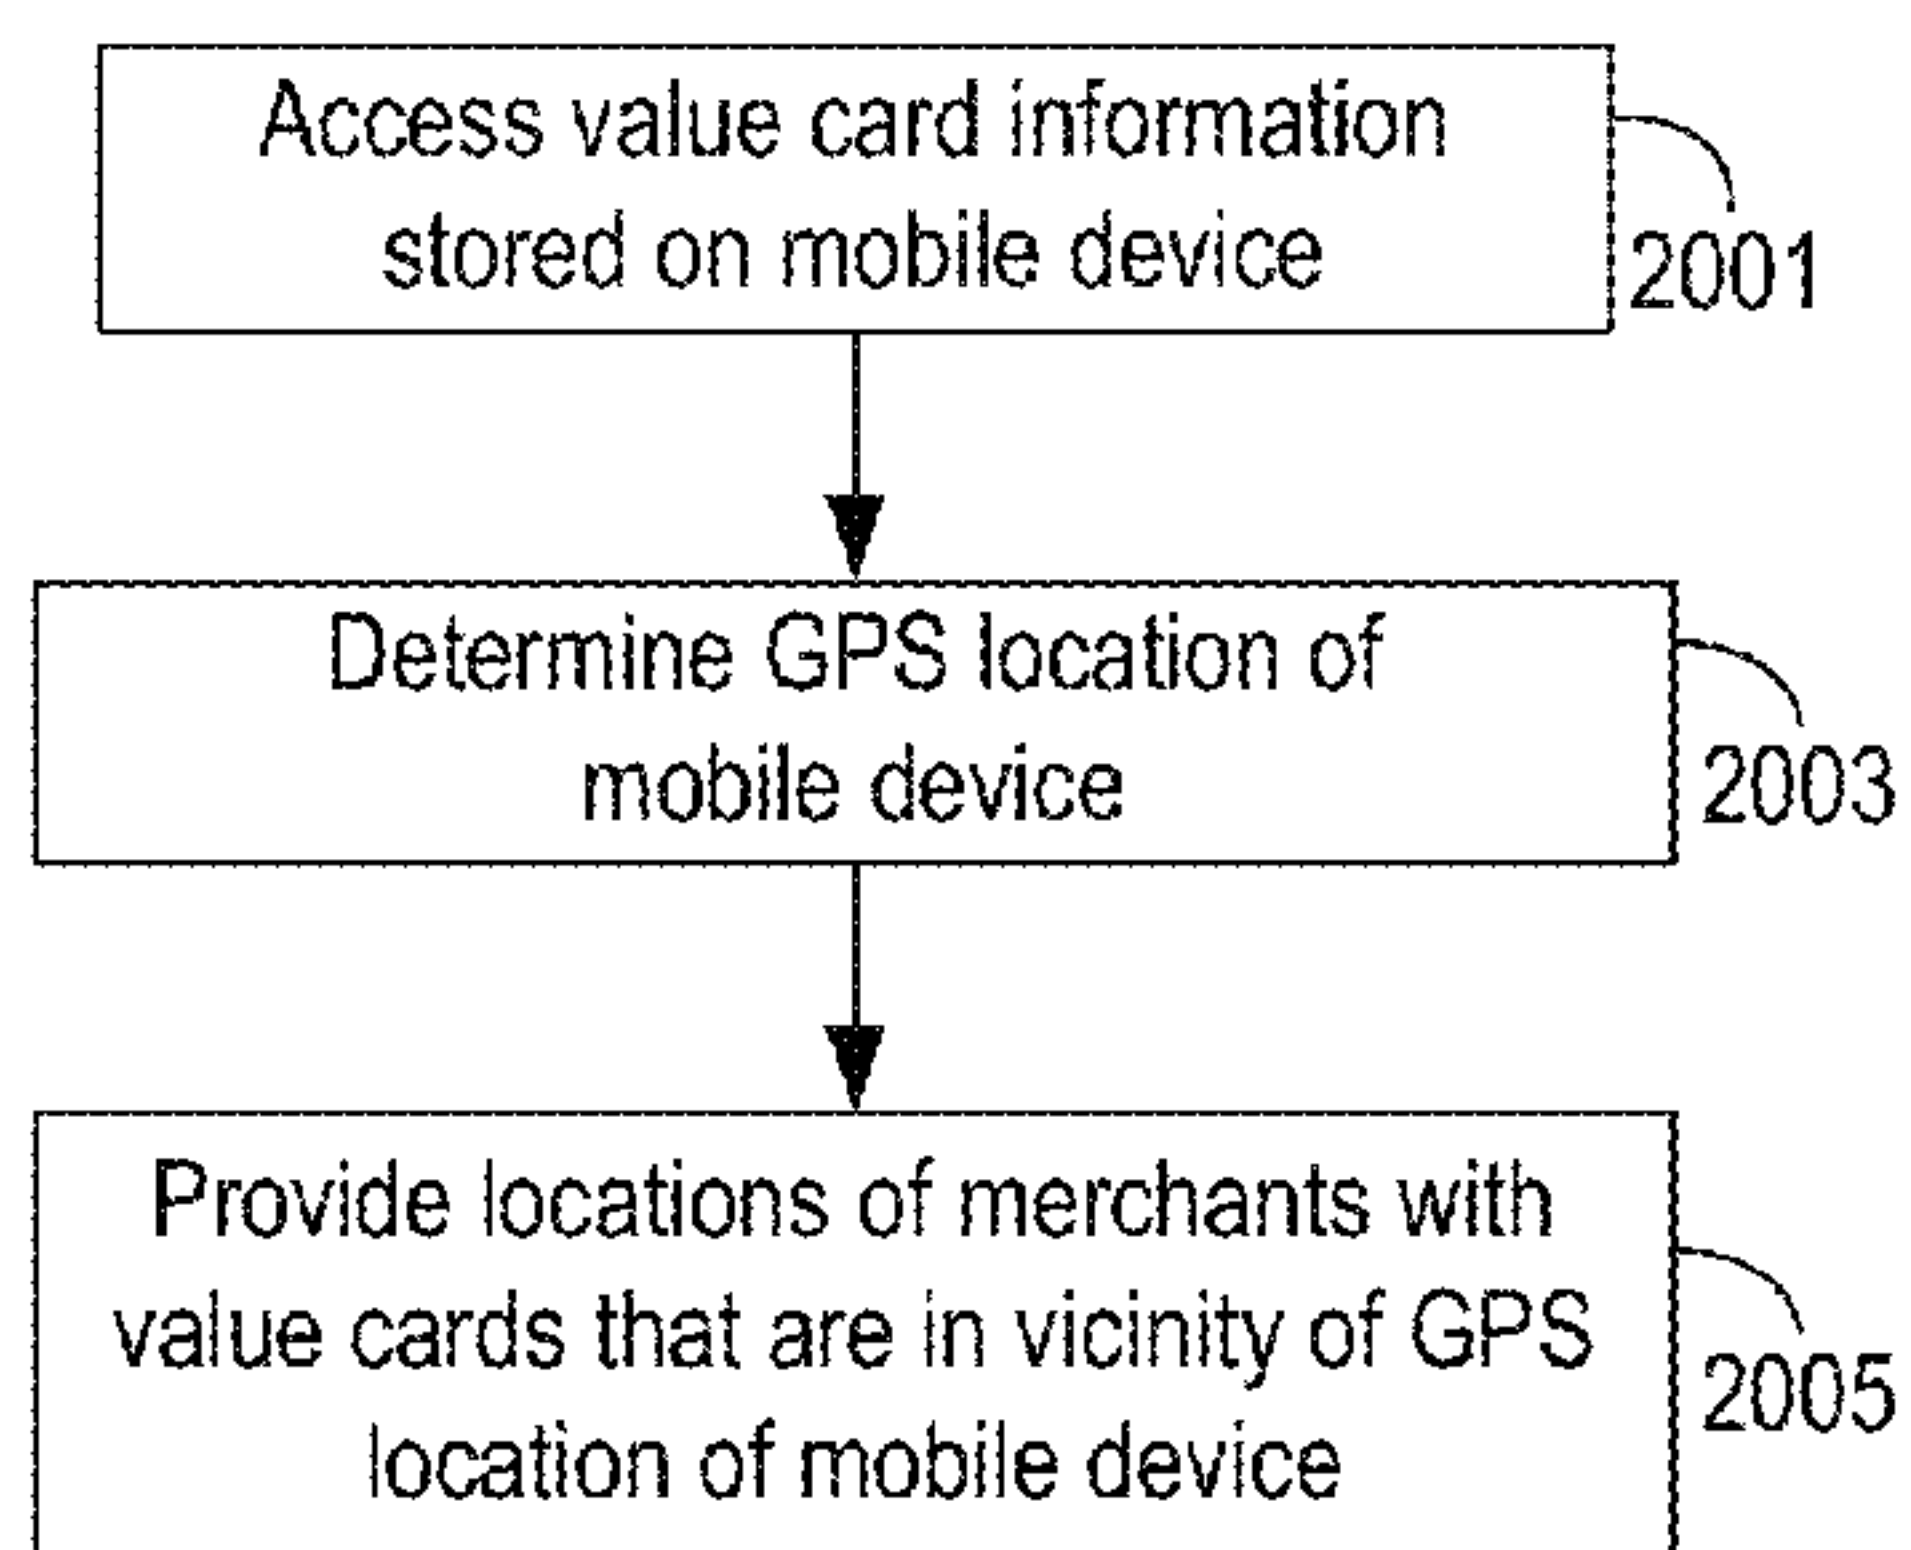 Access value card information
stored on mobile device
2001
Determine GPS location of
mobile device
2003
Provide locations of merchants with
value cards that are in vicinity of GPS
location of mobile device
2005